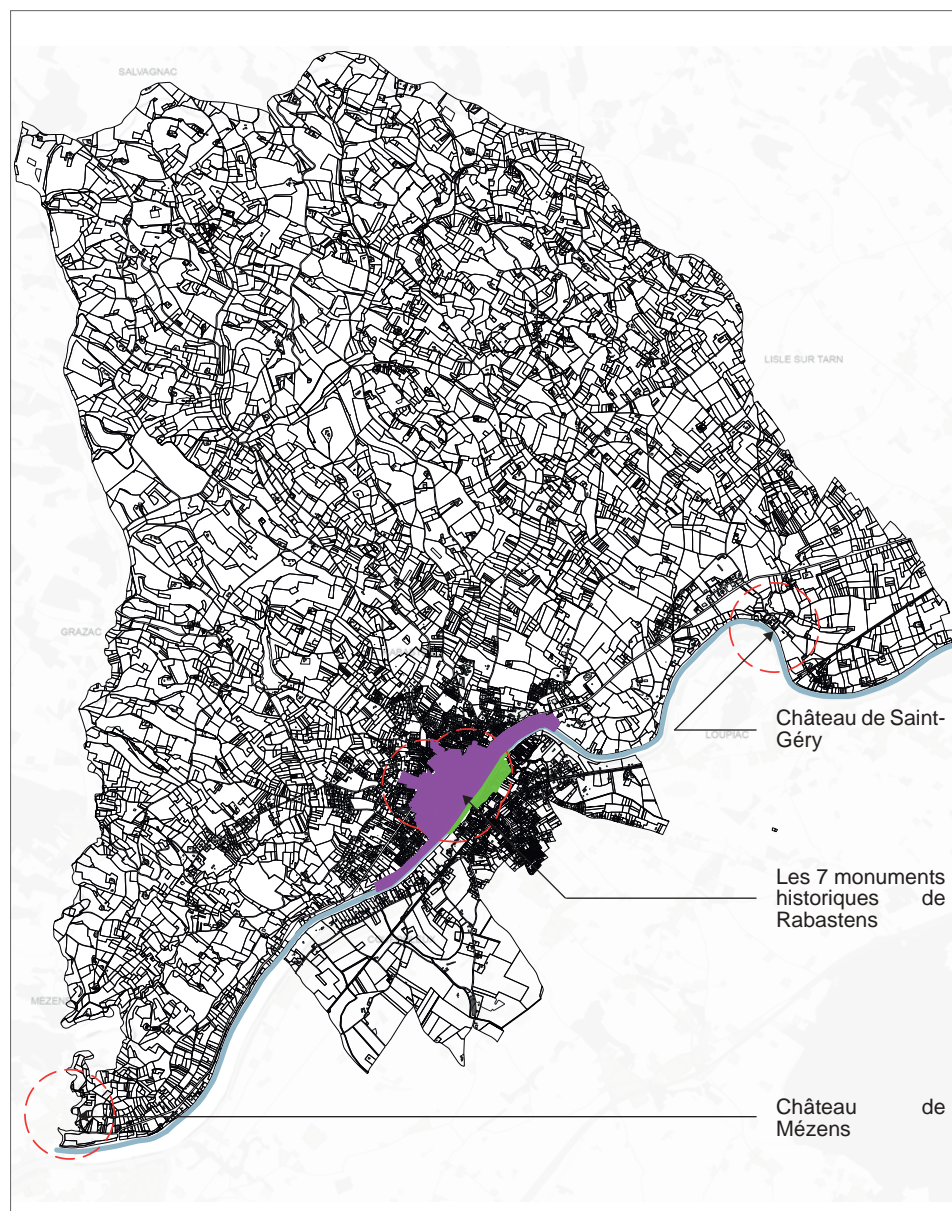 SALVAGNAC
LISLE SUR TARN
GRAZAC
Château de Saint-
Géry
LOUPIAC
Les 7 monuments
historiques de
Rabastens
MEZENS
Château de
Mézens